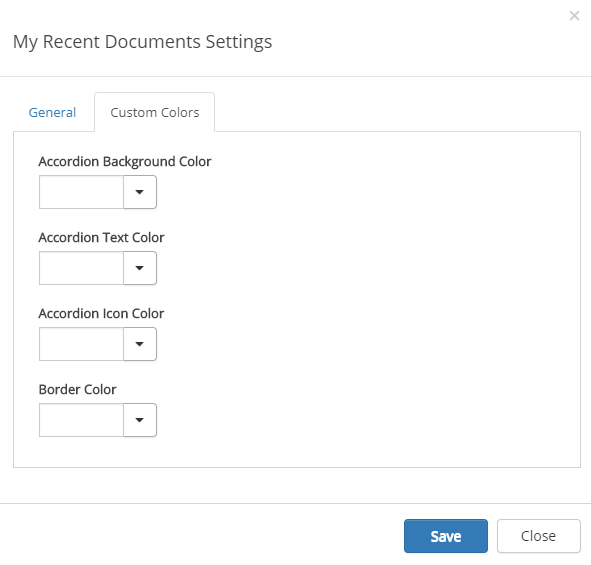 ×
My Recent Documents Settings
General
Custom Colors
Accordion Background Color
Accordion Text Color
Accordion Icon Color
Border Color
Save
Close